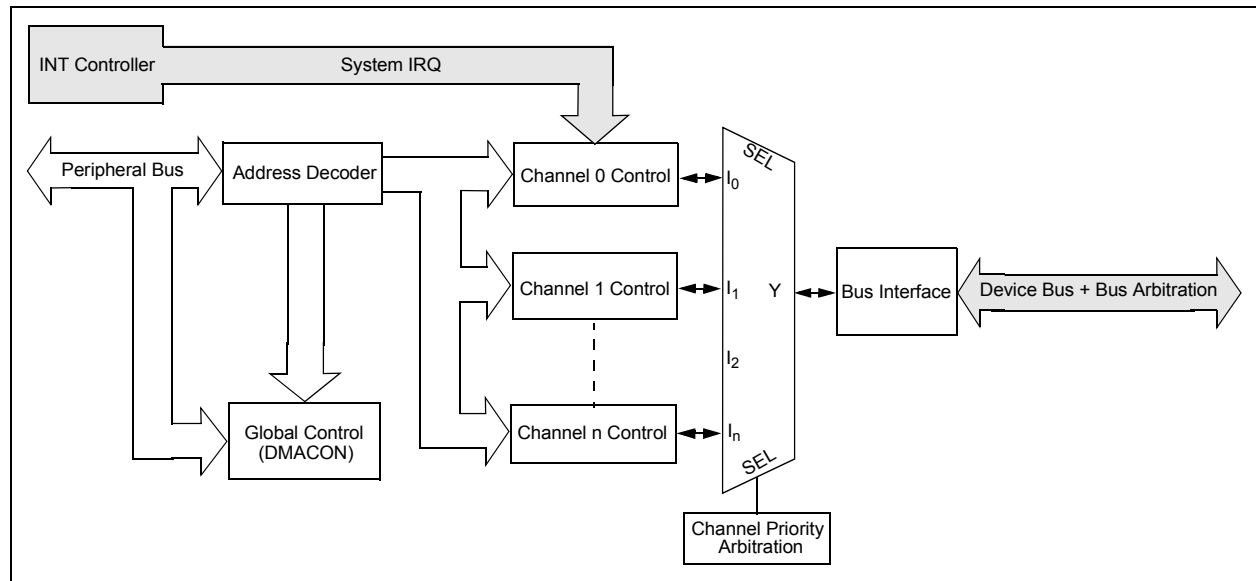 INT Controller
System IRQ
Peripheral Bus
Address Decoder
Channel 0 Control
SEL
I0
Channel 1 Control
I1
Y
Bus Interface
Device Bus + Bus Arbitration
I2
Global Control
(DMACON)
Channel n Control
In
SEL
Channel Priority
Arbitration